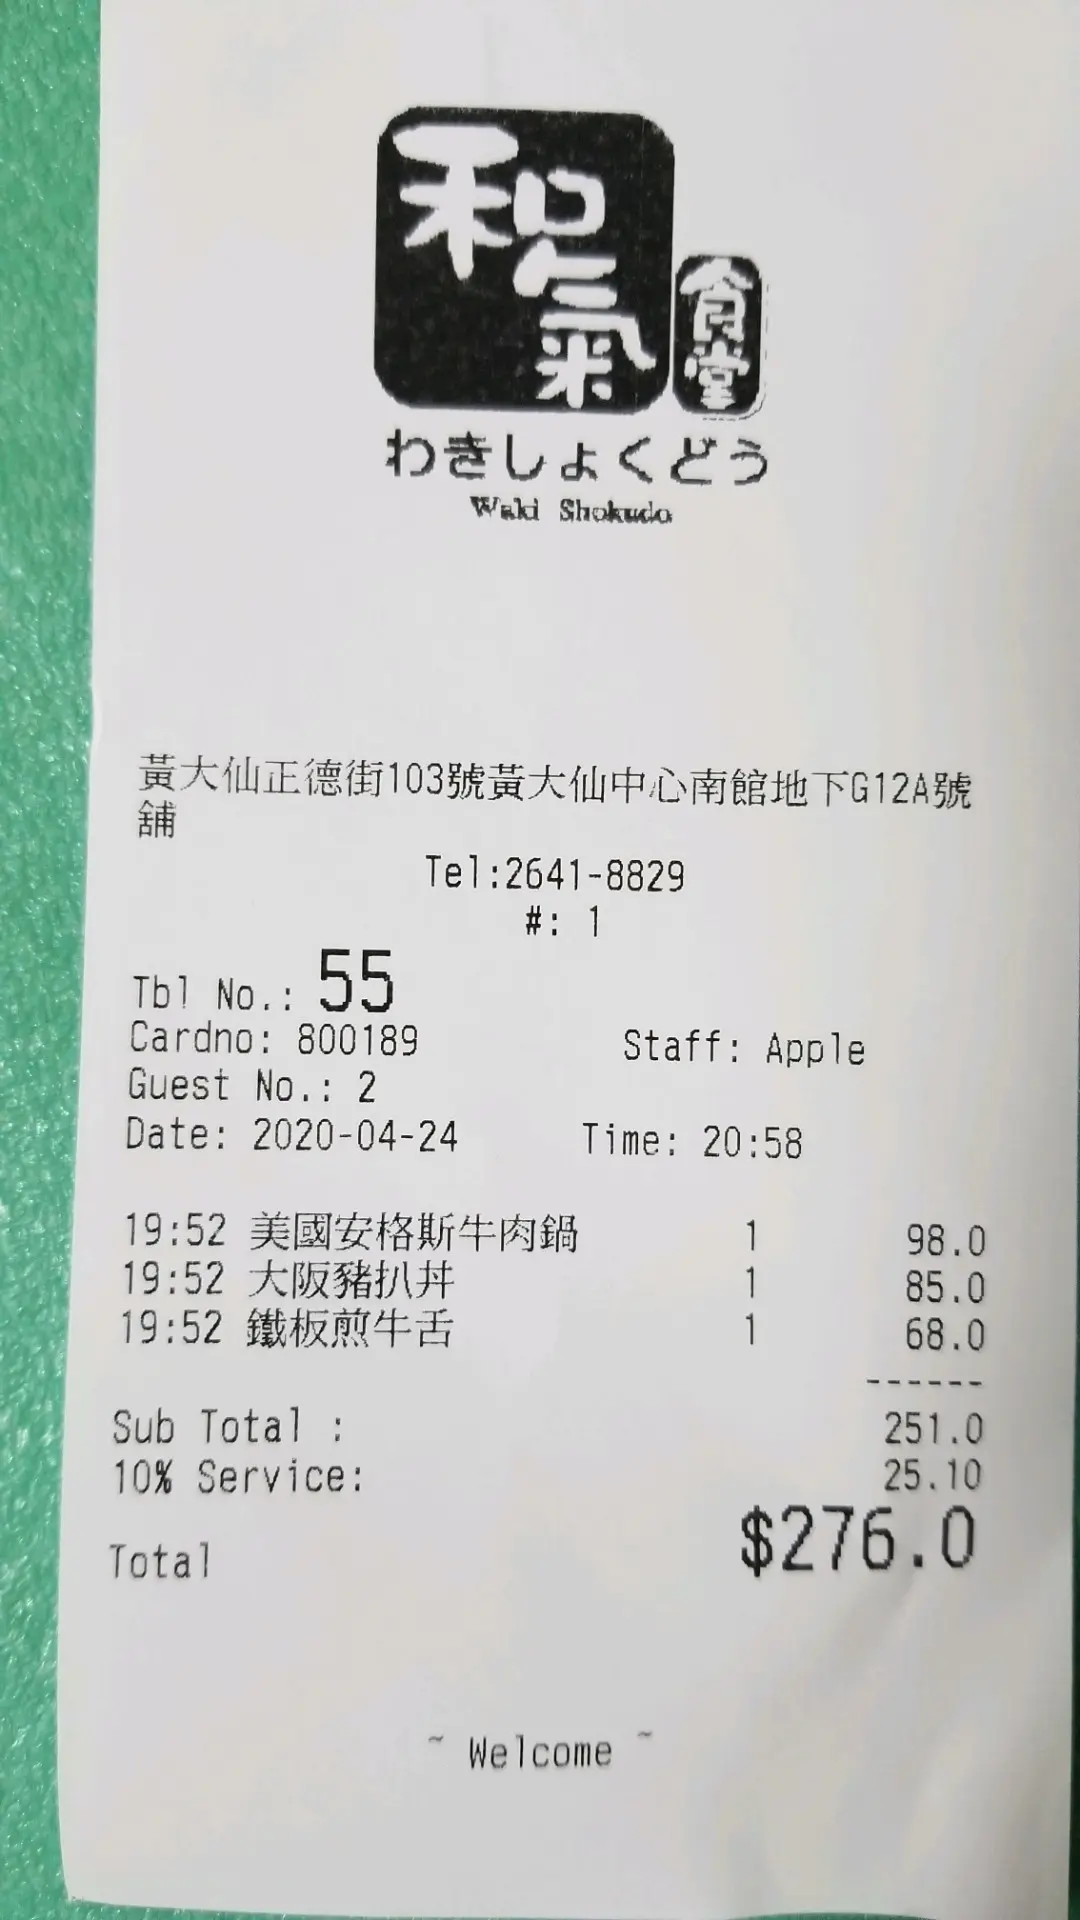 和氣食堂
わきしょくどう
Waki Shokudo
黃大仙正德街103號黃大仙中心南館地下G12A號
舖
Tel:2641-8829
#: 1
Tbl No.: 55
Cardno: 800189 Staff: Apple
Guest No.: 2
Date: 2020-04-24 Time: 20:58
19:52 美國安格斯牛肉鍋 1 98.0
19:52 大阪豬扒丼 1 85.0
19:52 鐵板煎牛舌 1 68.0
------
Sub Total : 251.0
10% Service: 25.10
Total $276.0
~ Welcome ~